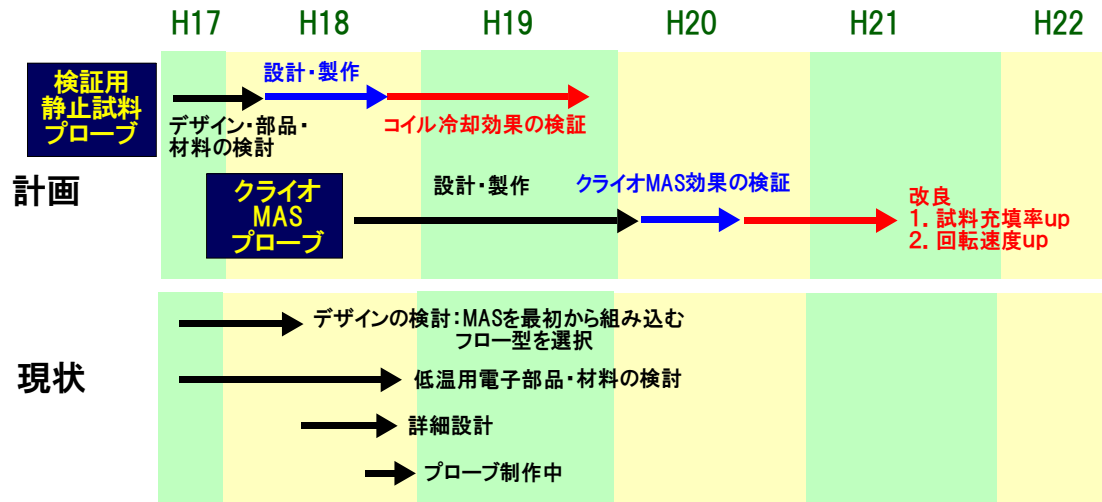 H17 H18 H19 H20 H21 H22
検証用
静止試料
プローブ
設計・製作
デザイン・部品・
材料の検討
コイル冷却効果の検証
計画
クライオ
MAS
プローブ
設計・製作
クライオMAS効果の検証
改良
1. 試料充填率up
2. 回転速度up
現状
デザインの検討：MASを最初から組み込む
フロー型を選択
低温用電子部品・材料の検討
詳細設計
プローブ制作中